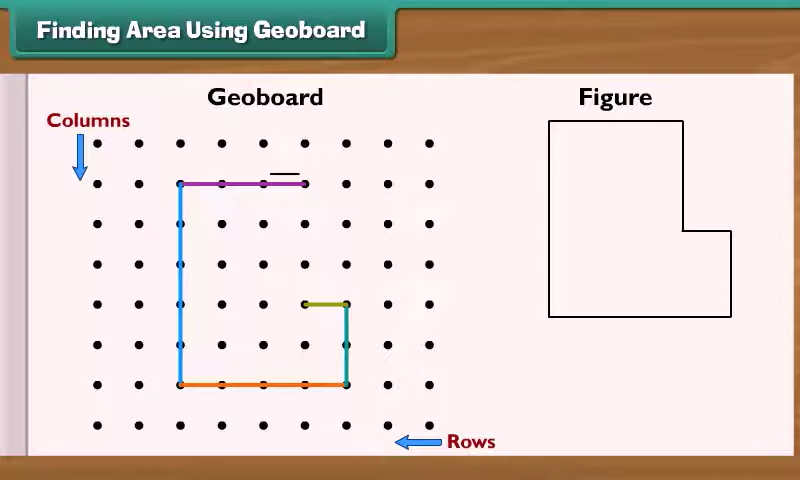 Finding Area Using Geoboard
Geoboard
Figure
Columns
Rows